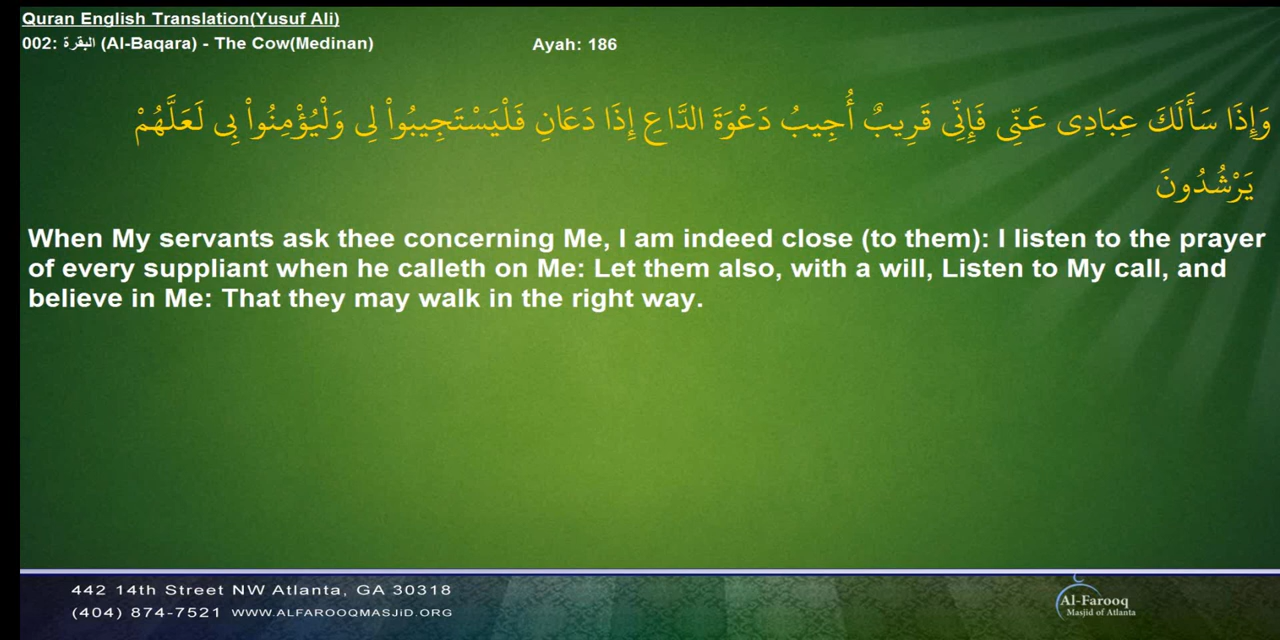 Quran English Translation(Yusuf Ali)
002: البقرة (Al-Baqara) - The Cow(Medinan)
Ayah: 186
وَإِذَا سَأَلَكَ عِبَادِى عَنِّى فَإِنِّى قَرِيبٌ أُجِيبُ دَعْوَةَ الدَّاعِ إِذَا دَعَانِ فَلْيَسْتَجِيبُواْ لِى وَلْيُؤْمِنُواْ بِى لَعَلَّهُمْ
يَرْشُدُونَ
When My servants ask thee concerning Me, I am indeed close (to them): I listen to the prayer
of every suppliant when he calleth on Me: Let them also, with a will, Listen to My call, and
believe in Me: That they may walk in the right way.
442 14th Street NW Atlanta, GA 30318
(404) 874-7521 WWW.ALFAROOQMASJiD.ORG
Al-Farooq
Masjid of Atlanta